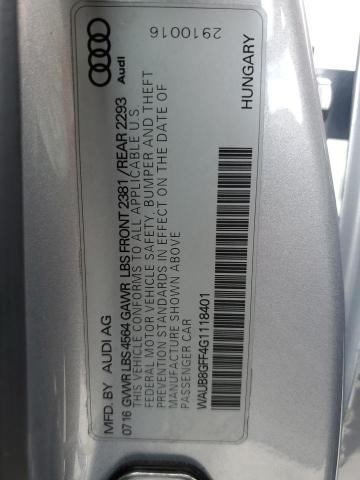 MFD. BY AUDI AG
Audi
2910016
0716 GVWR LBS 4564 GAWR LBS FRONT 2381 / REAR 2293
THIS VEHICLE CONFORMS TO ALL APPLICABLE U.S.
FEDERAL MOTOR VEHICLE SAFETY, BUMPER AND THEFT
PREVENTION STANDARDS IN EFFECT ON THE DATE OF
MANUFACTURE SHOWN ABOVE
PASSENGER CAR
WAUB8GFF4G1118401
HUNGARY